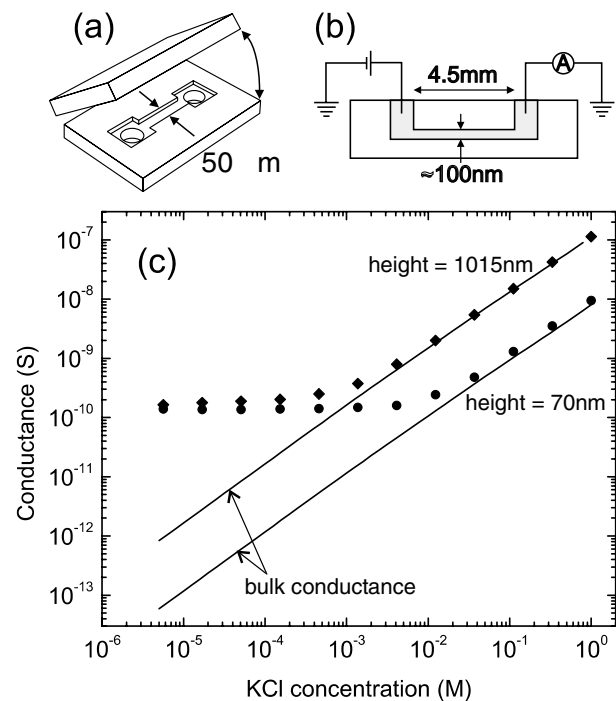 (a)
50 m
(b)
A
4.5mm
≈100nm
(c)
height = 1015nm
height = 70nm
bulk conductance
Conductance (S)
10⁻⁷
10⁻⁸
10⁻⁹
10⁻¹⁰
10⁻¹¹
10⁻¹²
10⁻¹³
10⁻⁶ 10⁻⁵ 10⁻⁴ 10⁻³ 10⁻² 10⁻¹ 10⁰
KCl concentration (M)